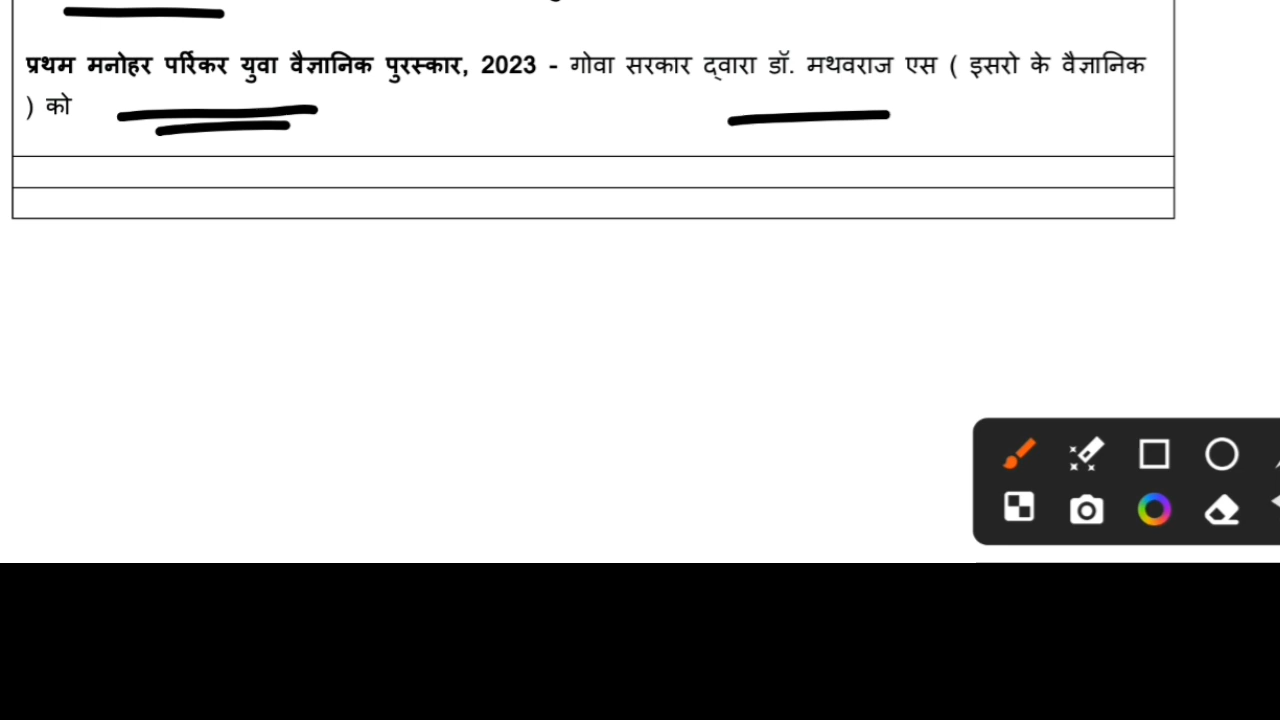 प्रथम मनोहर पर्रिकर युवा वैज्ञानिक पुरस्कार, 2023 - गोवा सरकार द्वारा डॉ. मथवराज एस ( इसरो के वैज्ञानिक
) को